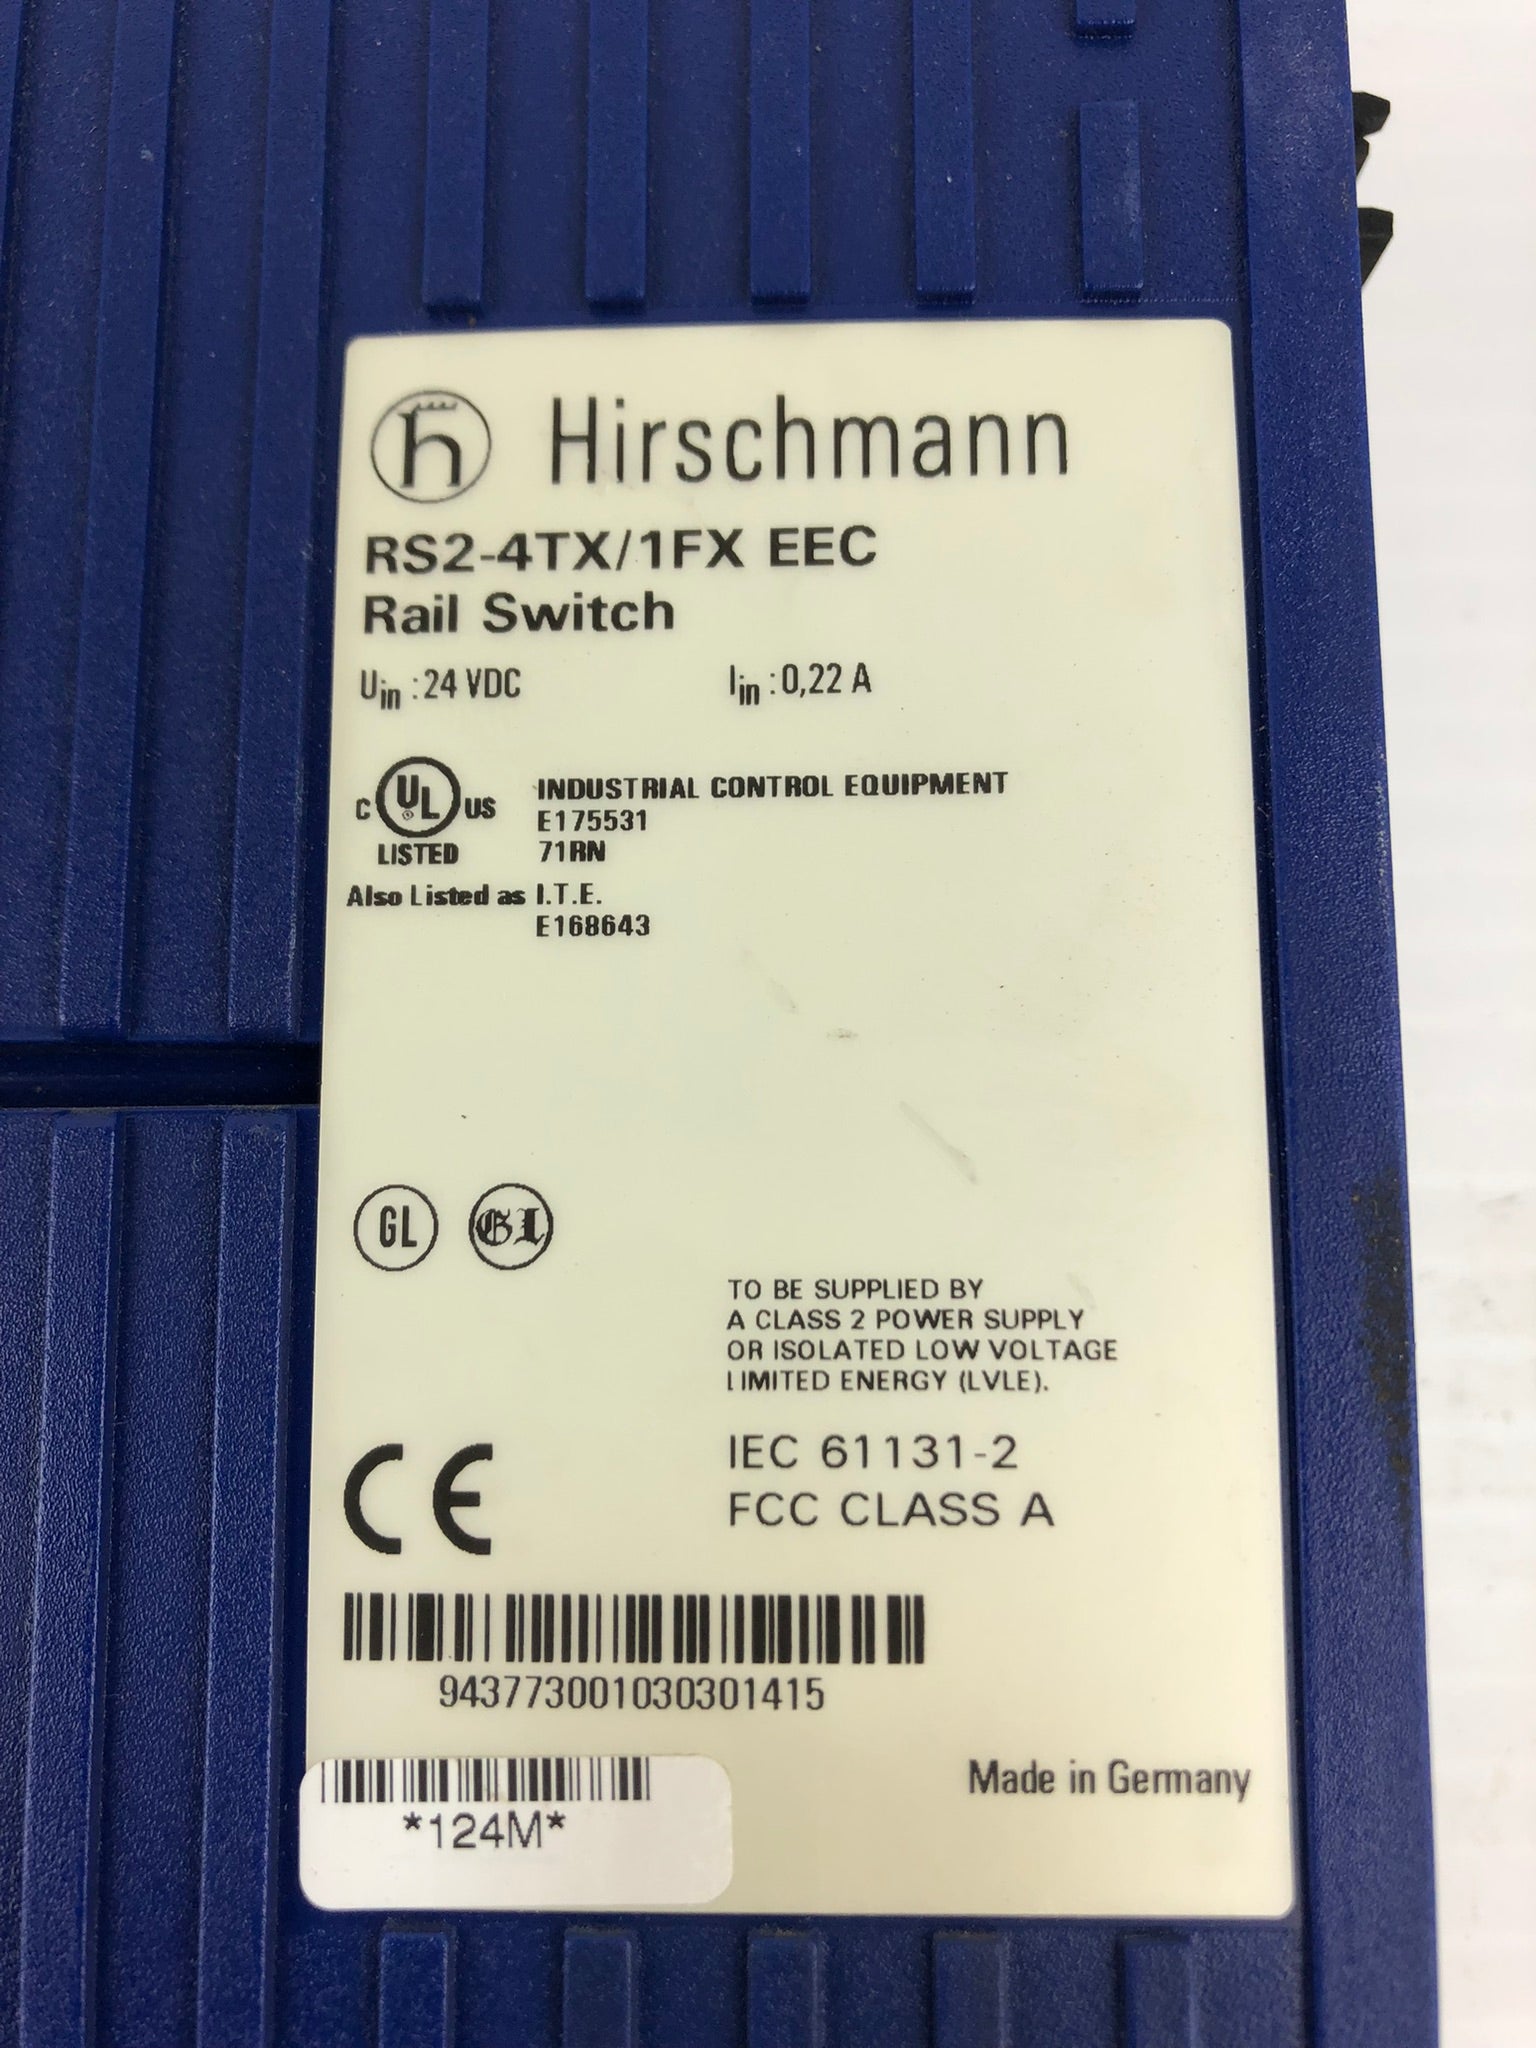 h Hirschmann
RS2-4TX/1FX EEC
Rail Switch
Uin :24 VDC Iin :0,22 A
C UL ® US INDUSTRIAL CONTROL EQUIPMENT
E175531
LISTED 71RN
Also Listed as I.T.E.
E168643
GL GL
TO BE SUPPLIED BY
A CLASS 2 POWER SUPPLY
OR ISOLATED LOW VOLTAGE
LIMITED ENERGY (LVLE).
CE IEC 61131-2
FCC CLASS A
943773001030301415
Made in Germany
*124M*